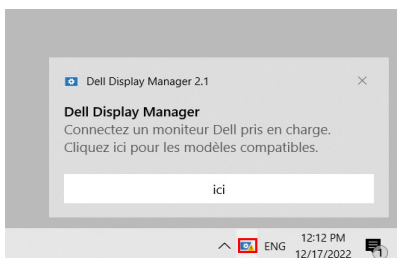 Dell Display Manager 2.1
Dell Display Manager
Connectez un moniteur Dell pris en charge.
Cliquez ici pour les modèles compatibles.
ici
ENG
12:12 PM
12/17/2022
1